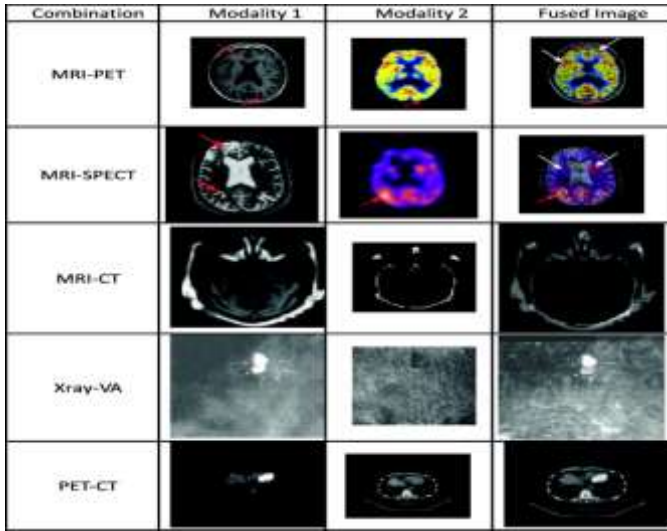 Combination Modality 1 Modality 2 Fused Image
MRI-PET
MRI-SPECT
MRI-CT
Xray-VA
PET-CT